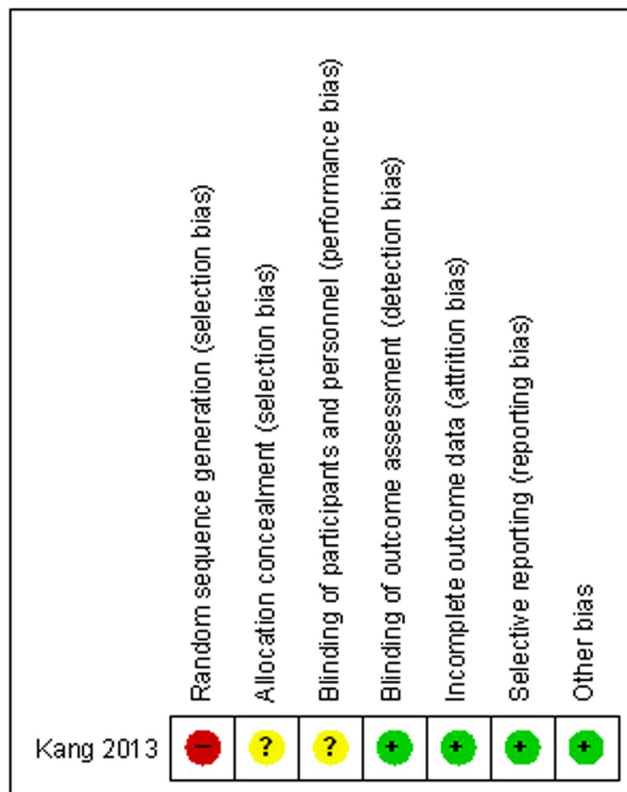 Random sequence generation (selection bias)
Allocation concealment (selection bias)
Blinding of participants and personnel (performance bias)
Blinding of outcome assessment (detection bias)
Incomplete outcome data (attrition bias)
Selective reporting (reporting bias)
Other bias
Kang 2013 – ? ? + + + +